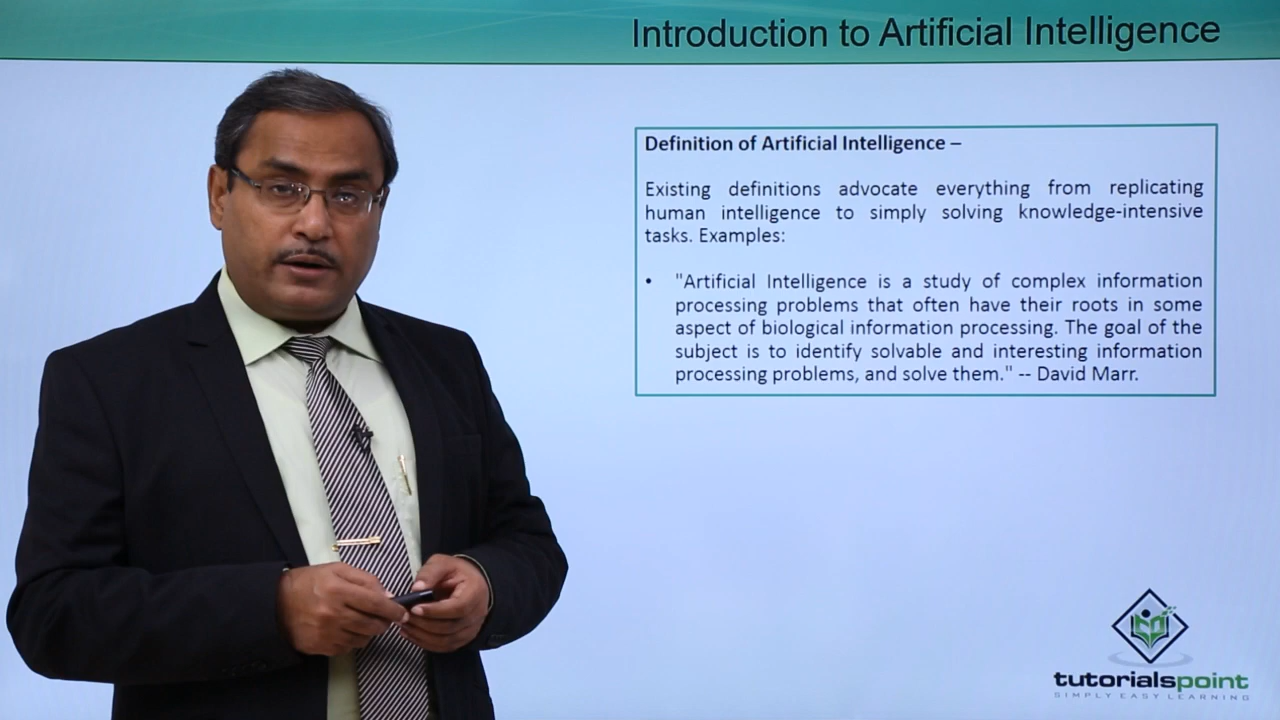 Introduction to Artificial Intelligence
Definition of Artificial Intelligence –
Existing definitions advocate everything from replicating
human intelligence to simply solving knowledge-intensive
tasks. Examples:
• "Artificial Intelligence is a study of complex information
processing problems that often have their roots in some
aspect of biological information processing. The goal of the
subject is to identify solvable and interesting information
processing problems, and solve them." -- David Marr.
tutorialspoint
SIMPLY EASY LEARNING